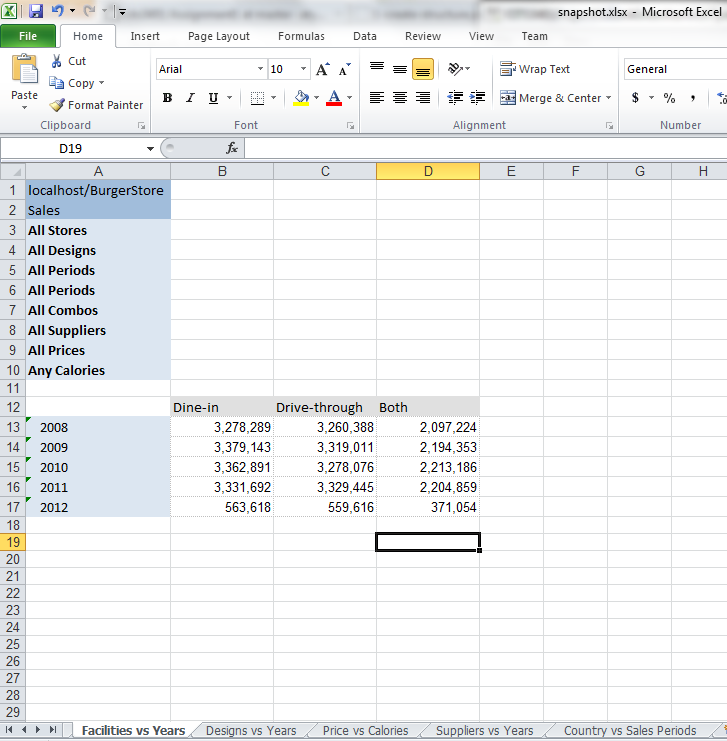 snapshot.xlsx - Microsoft Excel
File Home Insert Page Layout Formulas Data Review View Team
Paste
Cut
Copy
Format Painter
Clipboard
Arial 10 A A
B I U A
Font
Wrap Text
Merge & Center
Alignment
General
$ % ,
Number
D19 fx
A B C D E F G H
1 localhost/BurgerStore
2 Sales
3 All Stores
4 All Designs
5 All Periods
6 All Periods
7 All Combos
8 All Suppliers
9 All Prices
10 Any Calories
11
12 Dine-in Drive-through Both
13 2008 3,278,289 3,260,388 2,097,224
14 2009 3,379,143 3,319,011 2,194,353
15 2010 3,362,891 3,278,076 2,213,186
16 2011 3,331,692 3,329,445 2,204,859
17 2012 563,618 559,616 371,054
18
19
20
21
22
23
24
25
26
27
28
29
Facilities vs Years Designs vs Years Price vs Calories Suppliers vs Years Country vs Sales Periods